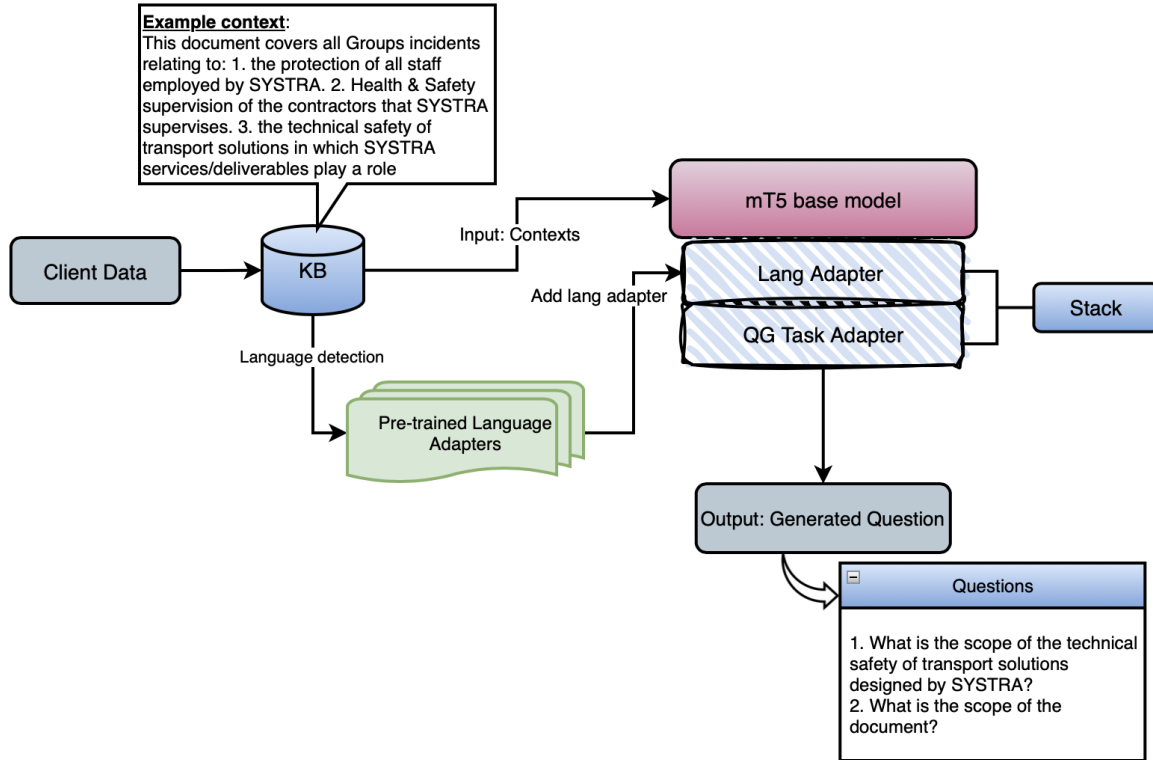 Example context:
This document covers all Groups incidents
relating to: 1. the protection of all staff
employed by SYSTRA. 2. Health & Safety
supervision of the contractors that SYSTRA
supervises. 3. the technical safety of
transport solutions in which SYSTRA
services/deliverables play a role
Client Data
KB
Input: Contexts
mT5 base model
Lang Adapter
QG Task Adapter
Stack
Add lang adapter
Language detection
Pre-trained Language
Adapters
Output: Generated Question
Questions
1. What is the scope of the technical
safety of transport solutions
designed by SYSTRA?
2. What is the scope of the
document?